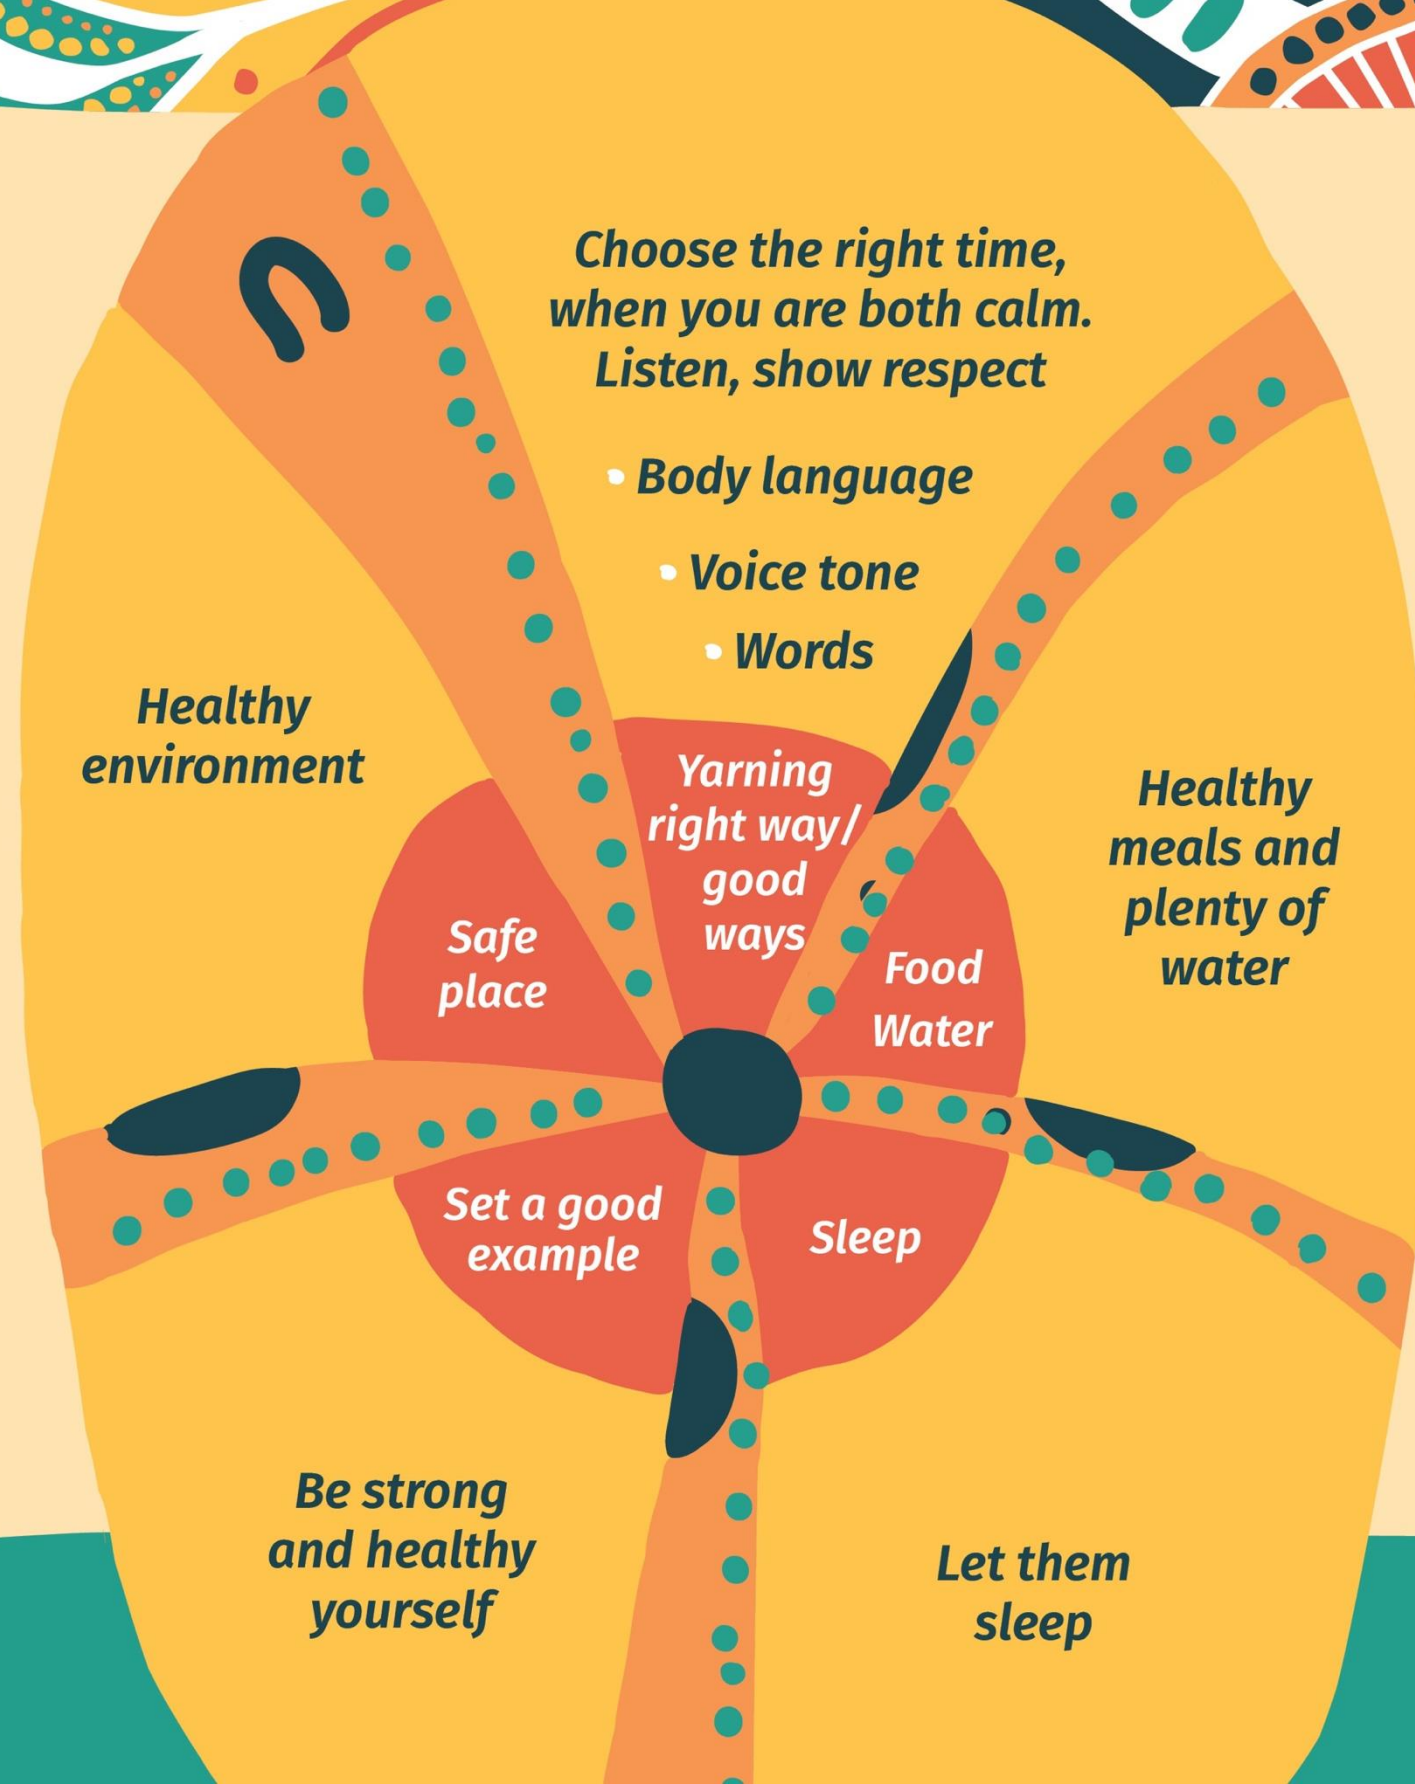 Choose the right time,
when you are both calm.
Listen, show respect
Body language
Voice tone
Words
Yarning
right way/
good
ways
Healthy
environment
Safe
place
Food
Water
Healthy
meals and
plenty of
water
Set a good
example
Sleep
Be strong
and healthy
yourself
Let them
sleep